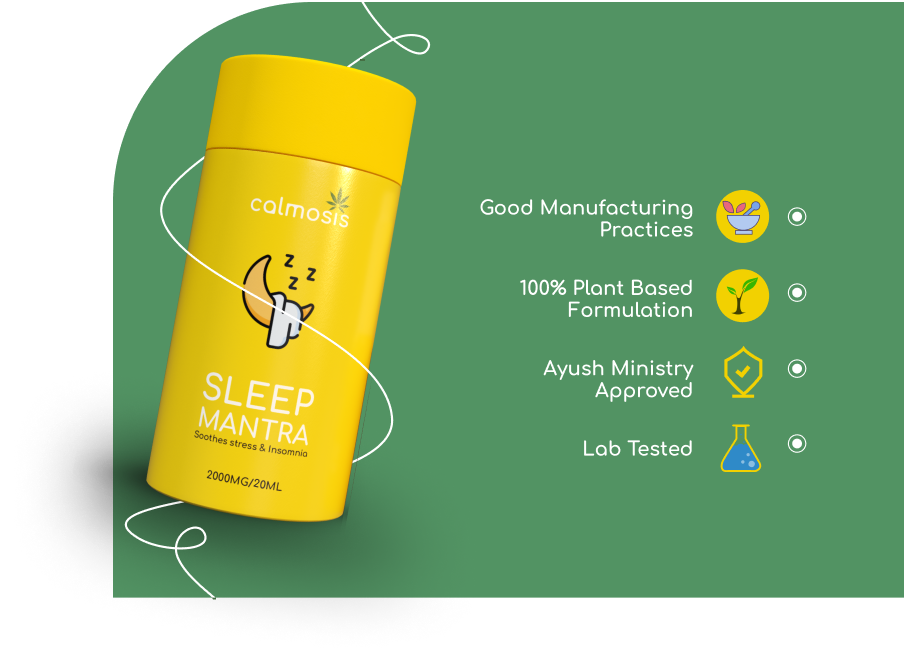 calmosis
z z
z
SLEEP
MANTRA
Soothes stress & Insomnia
2000MG/20ML
Good Manufacturing
Practices
100% Plant Based
Formulation
Ayush Ministry
Approved
Lab Tested